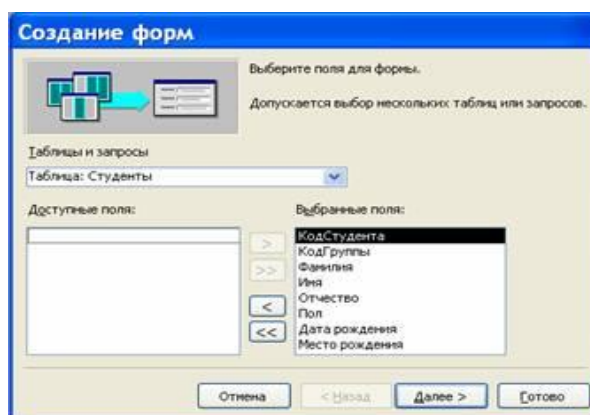 Создание форм
Выберите поля для формы.
Допускается выбор нескольких таблиц или запросов.
Таблицы и запросы
Таблица: Студенты
Доступные поля:
Выбранные поля:
>
>>
<
<<
КодСтудента
КодГруппы
Фамилия
Имя
Отчество
Пол
Дата рождения
Место рождения
Отмена
< Назад
Далее >
Готово